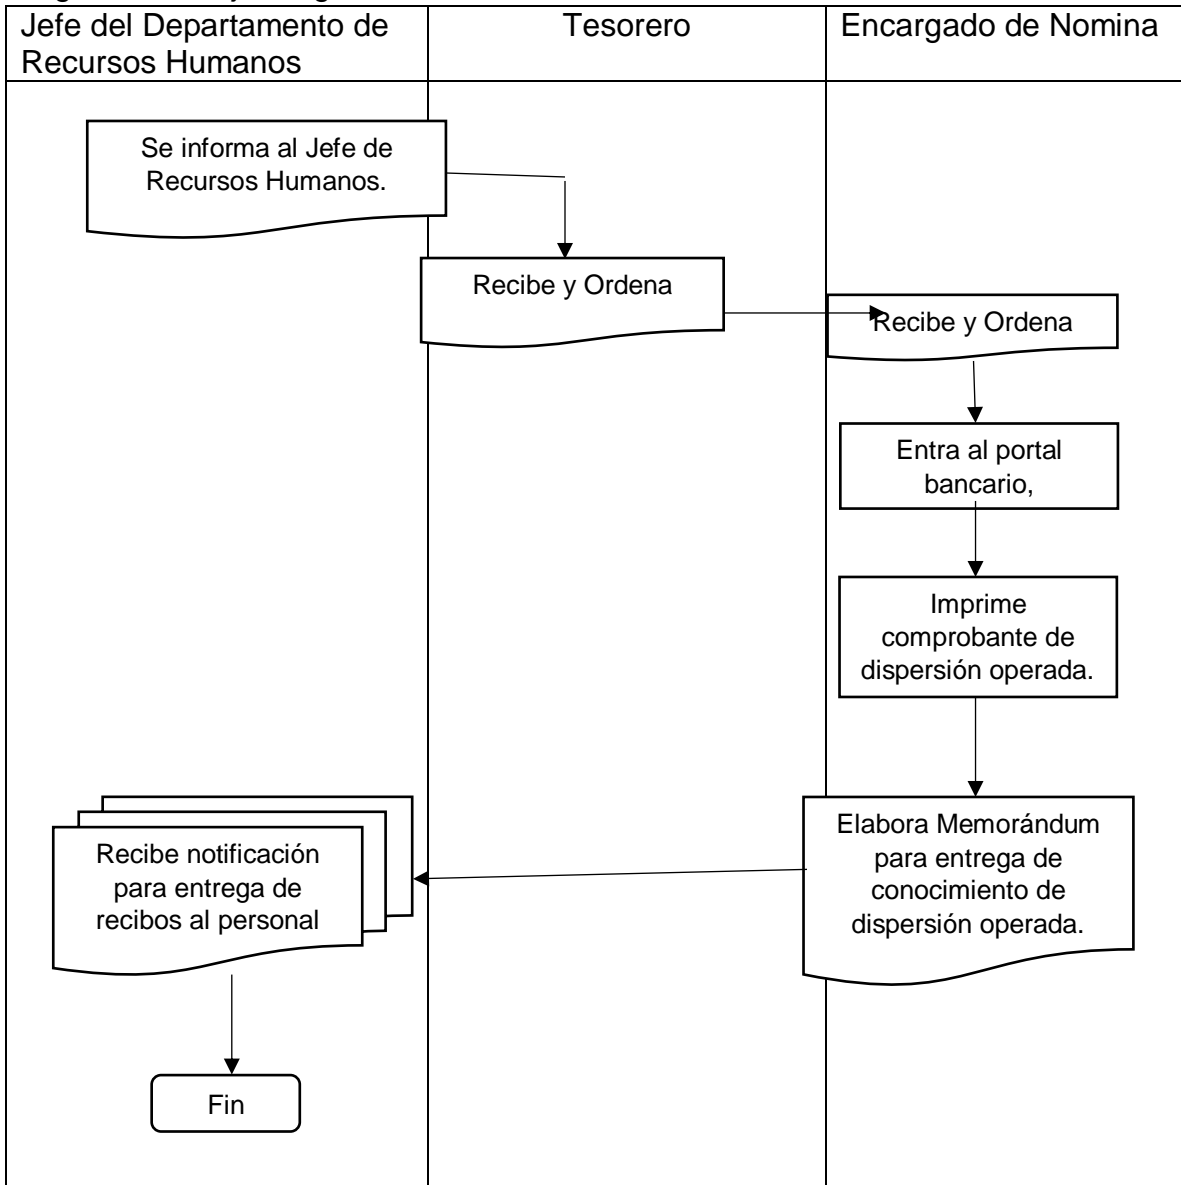 Jefe del Departamento de
Recursos Humanos
Tesorero
Encargado de Nomina
Se informa al Jefe de
Recursos Humanos.
Recibe y Ordena
Recibe y Ordena
Entra al portal
bancario,
Imprime
comprobante de
dispersión operada.
Elabora Memorándum
para entrega de
conocimiento de
dispersión operada.
Recibe notificación
para entrega de
recibos al personal
Fin